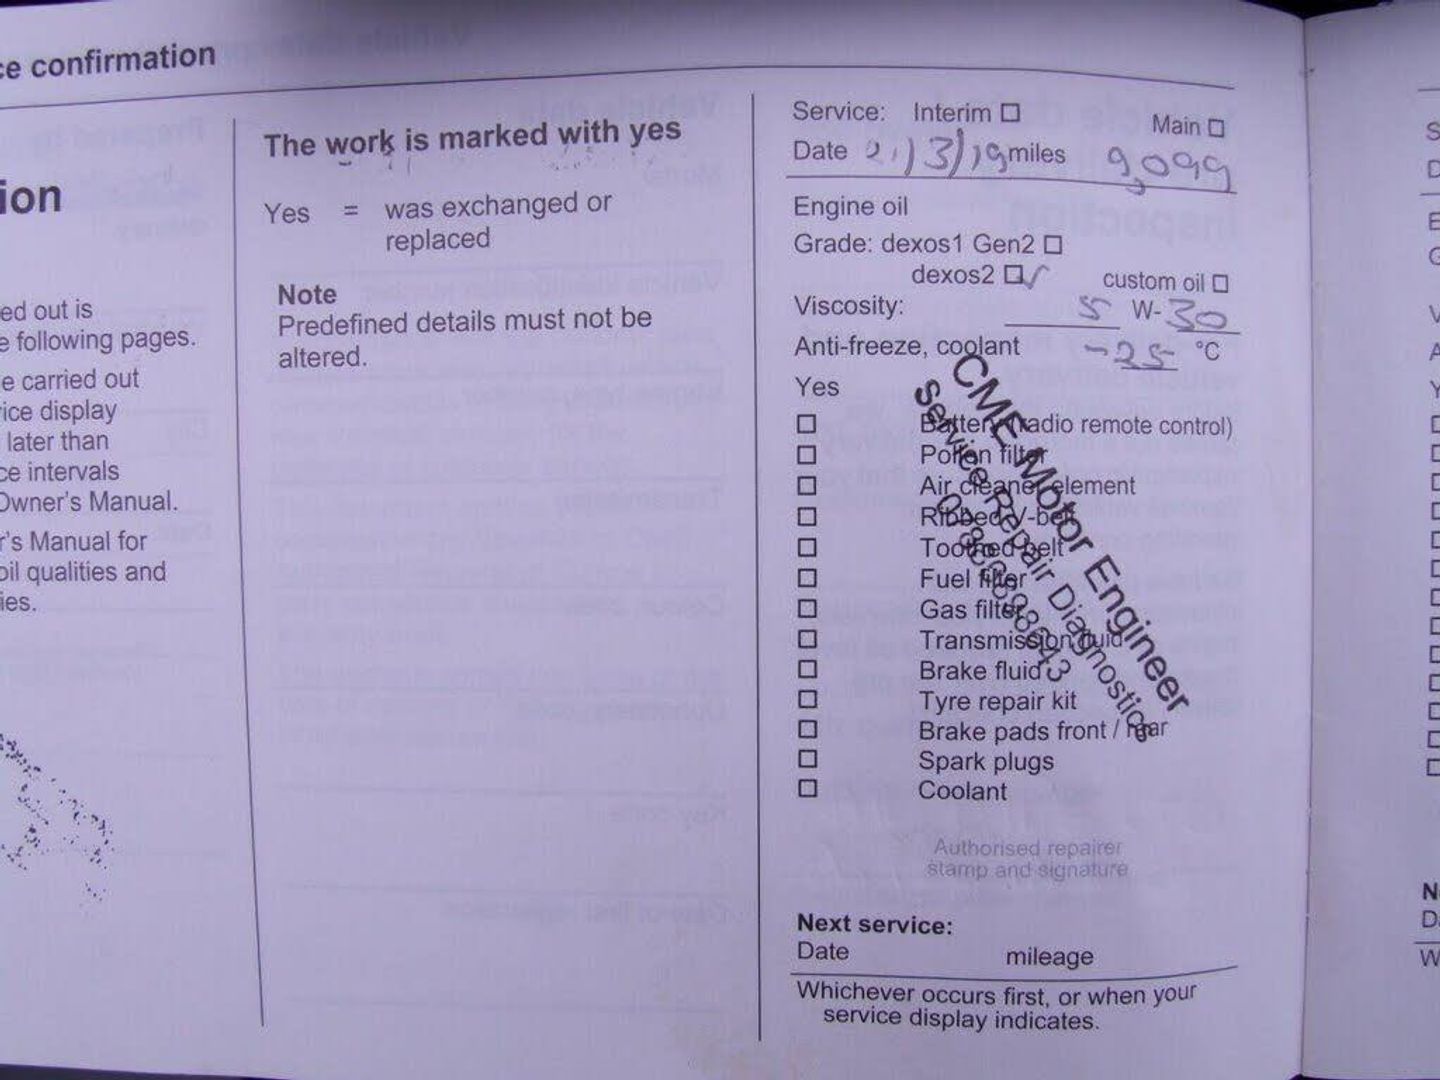 ce confirmation
ion
ed out is
e following pages.
e carried out
ice display
later than
ce intervals
Owner's Manual.
r's Manual for
oil qualities and
ies.
The work is marked with yes
Yes = was exchanged or
replaced
Note
Predefined details must not be
altered.
Service: Interim ☐ Main ☐
Date 21/3/19 miles 9,099
Engine oil
Grade: dexos1 Gen2 ☐
dexos2 ☐✓ custom oil ☐
Viscosity: 5 W-30
Anti-freeze, coolant -25 °C
Yes
☐ Battery (radio remote control)
☐ Pollen filter
☐ Air cleaner element
☐ Ribbed V-belt
☐ Toothed belt
☐ Fuel filter
☐ Gas filter
☐ Transmission fluid
☐ Brake fluid
☐ Tyre repair kit
☐ Brake pads front / rear
☐ Spark plugs
☐ Coolant
CME Motor Engineer
Service Repair Diagnostics
Authorised repairer
stamp and signature
Next service:
Date mileage
Whichever occurs first, or when your
service display indicates.